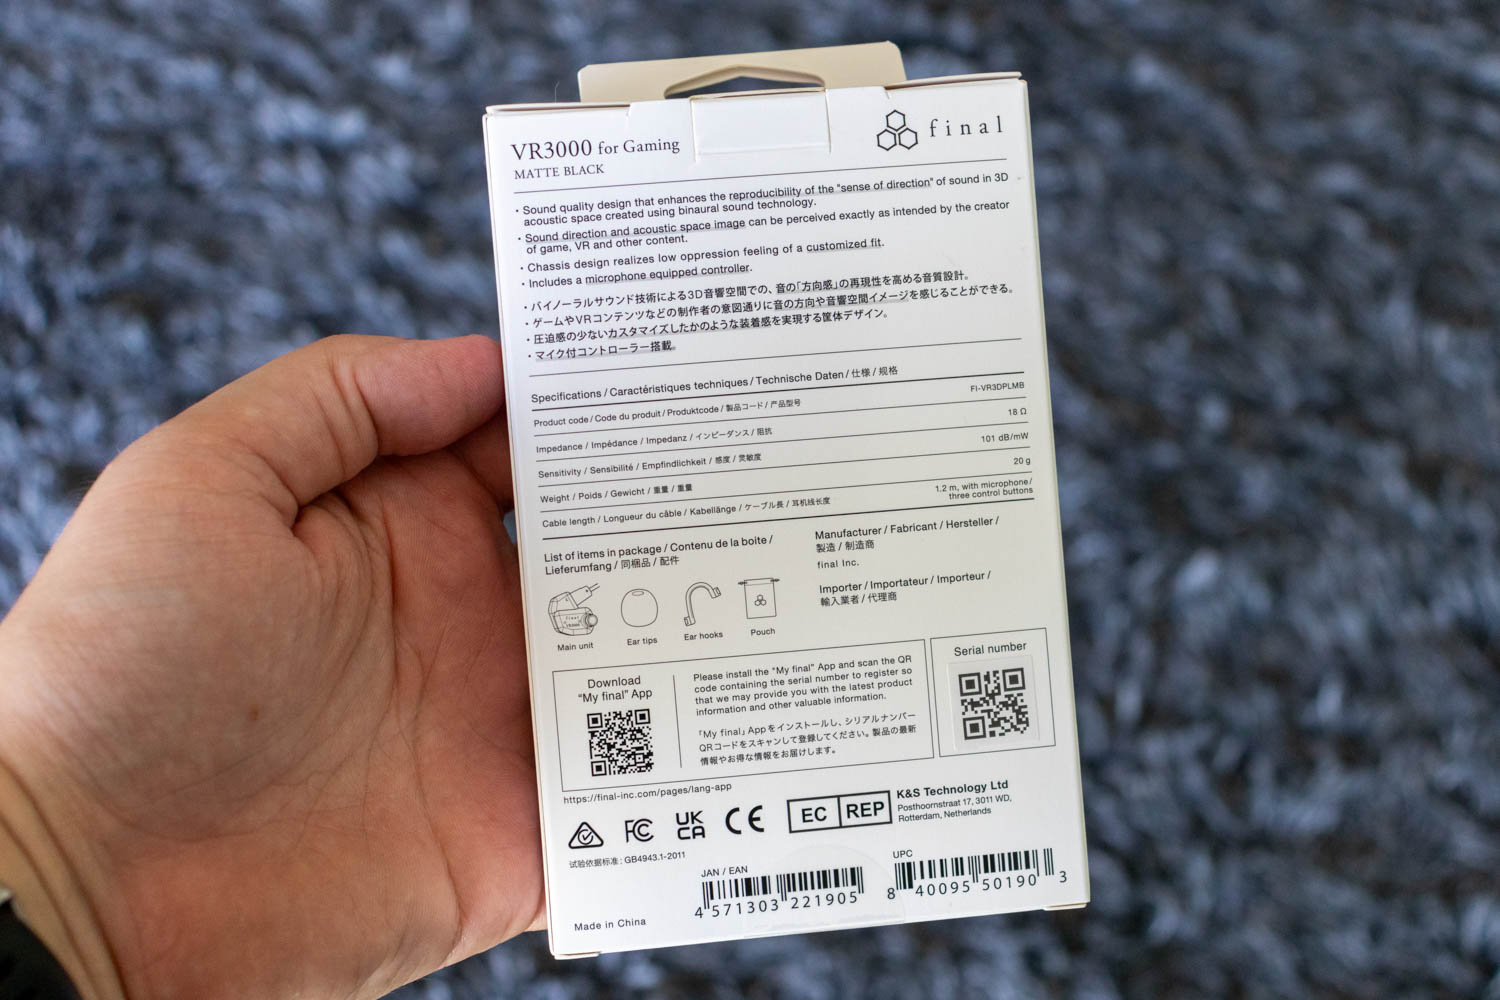 VR3000 for Gaming
MATTE BLACK
final
・Sound quality design that enhances the reproducibility of the "sense of direction" of sound in 3D
acoustic space created using binaural sound technology.
・Sound direction and acoustic space image can be perceived exactly as intended by the creator
of game, VR and other content.
・Chassis design realizes low oppression feeling of a customized fit.
・Includes a microphone equipped controller.
・バイノーラルサウンド技術による3D音響空間での、音の「方向感」の再現性を高める音質設計。
・ゲームやVRコンテンツなどの制作者の意図通りに音の方向や音響空間イメージを感じることができる。
・圧迫感の少ないカスタマイズしたかのような装着感を実現する筐体デザイン。
・マイク付コントローラー搭載。
Specifications / Caractéristiques techniques / Technische Daten / 仕様 / 规格
Product code / Code du produit / Produktcode / 製品コード / 产品型号 FI-VR3DPLMB
Impedance / Impédance / Impedanz / インピーダンス / 阻抗 18 Ω
Sensitivity / Sensibilité / Empfindlichkeit / 感度 / 灵敏度 101 dB/mW
Weight / Poids / Gewicht / 重量 / 重量 20 g
Cable length / Longueur du câble / Kabellänge / ケーブル長 / 耳机线长度 1.2 m, with microphone/
three control buttons
List of items in package / Contenu de la boite /
Lieferumfang / 同梱品 / 配件
final
VR3000
Main unit
Ear tips
Ear hooks
Pouch
Manufacturer / Fabricant / Hersteller /
製造 / 制造商
final Inc.
Importer / Importateur / Importeur /
輸入業者 / 代理商
Download
“My final” App
Please install the “My final” App and scan the QR
code containing the serial number to register so
that we may provide you with the latest product
information and other valuable information.
「My final」Appをインストールし、シリアルナンバー
QRコードをスキャンして登録してください。製品の最新
情報やお得な情報をお届けします。
Serial number
https://final-inc.com/pages/lang-app
FC
UK
CA
CE
EC REP
K&S Technology Ltd
Posthoornstraat 17, 3011 WD,
Rotterdam, Netherlands
试验依据标准：GB4943.1-2011
JAN / EAN
4 571303 221905
UPC
8 40095 50190 3
Made in China